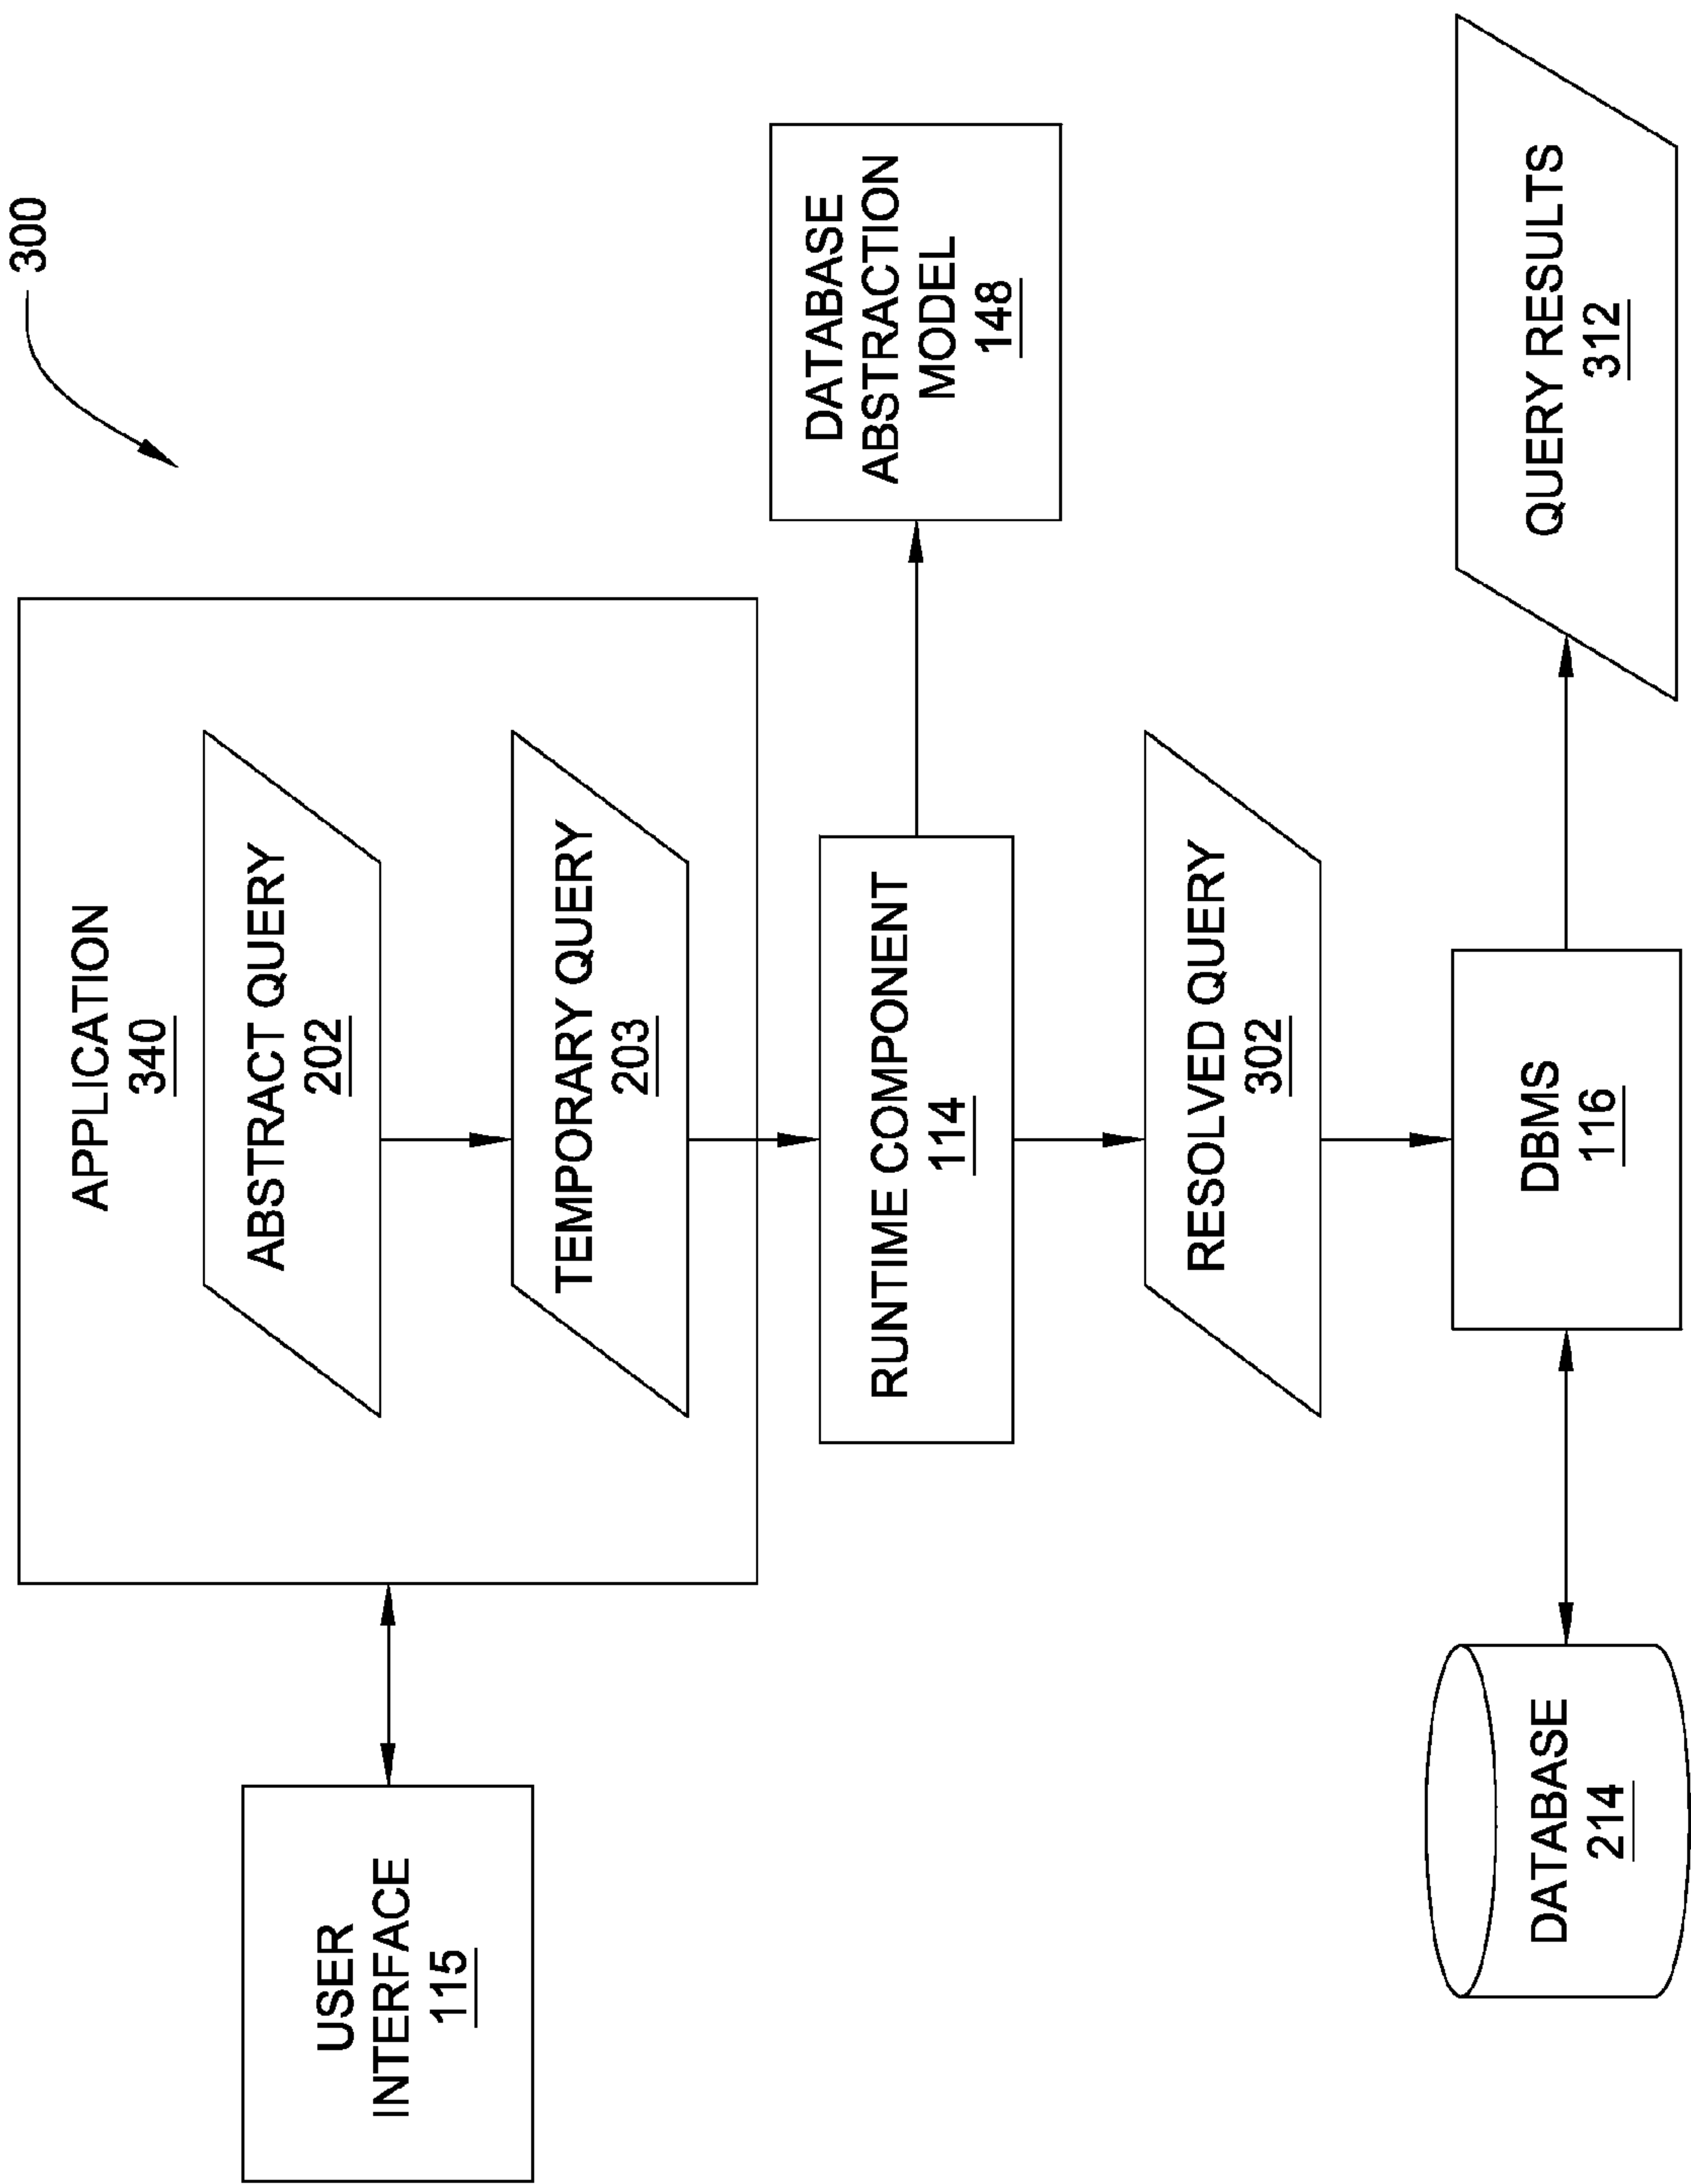 300
APPLICATION
340
ABSTRACT QUERY
202
TEMPORARY QUERY
203
USER
INTERFACE
115
RUNTIME COMPONENT
114
DATABASE
ABSTRACTION
MODEL
148
RESOLVED QUERY
302
DATABASE
214
DBMS
116
QUERY RESULTS
312